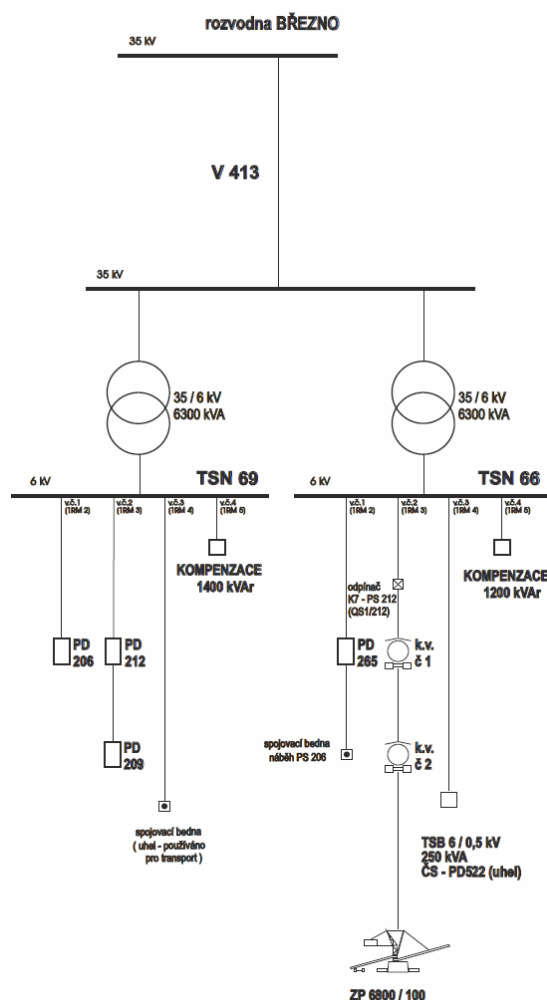 rozvodna BŘEZNO
35 kV
V 413
35 kV
35 / 6 kV
6300 kVA
35 / 6 kV
6300 kVA
6 kV
TSN 69
6 kV
TSN 66
v.č.1
(1RM 2)
v.č.2
(1RM 3)
v.č.3
(1RM 4)
v.č.4
(1RM 5)
v.č.1
(1RM 2)
v.č.2
(1RM 3)
v.č.3
(1RM 4)
v.č.4
(1RM 5)
KOMPENZACE
1400 kVAr
KOMPENZACE
1200 kVAr
odpínač
K7 - PS 212
(QS1/212)
PD
206
PD
212
PD
265
k.v.
č 1
PD
209
spojovací bedna
náběh PS 206
k.v.
č 2
spojovací bedna
( uhel - používáno
pro transport )
TSB 6 / 0,5 kV
250 kVA
ČS - PD522 (uhel)
ZP 6800 / 100